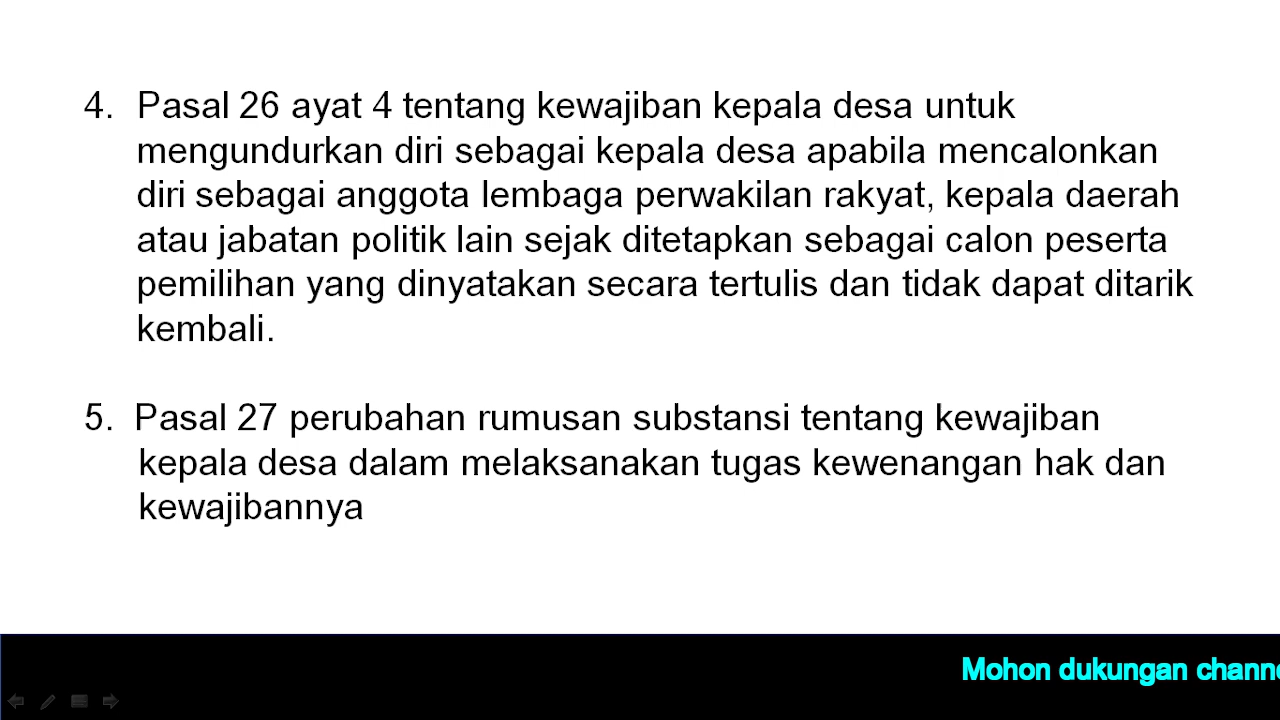 4. Pasal 26 ayat 4 tentang kewajiban kepala desa untuk
mengundurkan diri sebagai kepala desa apabila mencalonkan
diri sebagai anggota lembaga perwakilan rakyat, kepala daerah
atau jabatan politik lain sejak ditetapkan sebagai calon peserta
pemilihan yang dinyatakan secara tertulis dan tidak dapat ditarik
kembali.
5. Pasal 27 perubahan rumusan substansi tentang kewajiban
kepala desa dalam melaksanakan tugas kewenangan hak dan
kewajibannya
Mohon dukungan